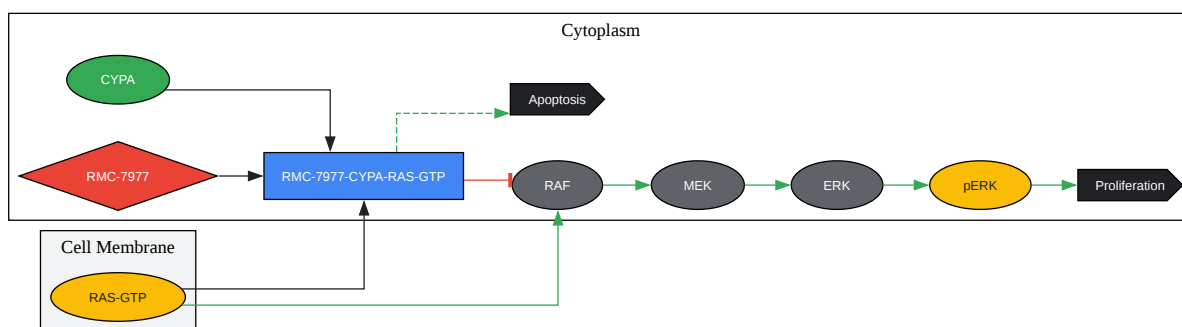 Cytoplasm
CYPA
Apoptosis
RMC-7977
RMC-7977-CYPA-RAS-GTP
RAF
MEK
ERK
pERK
Proliferation
Cell Membrane
RAS-GTP